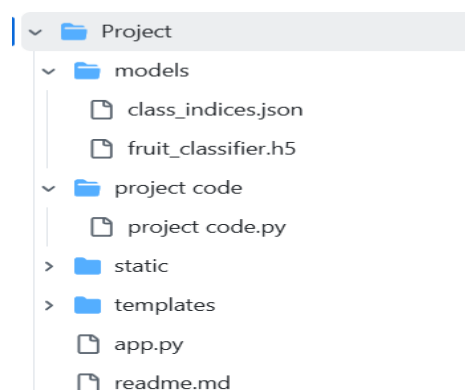 Project
models
class_indices.json
fruit_classifier.h5
project code
project code.py
static
templates
app.py
readme.md